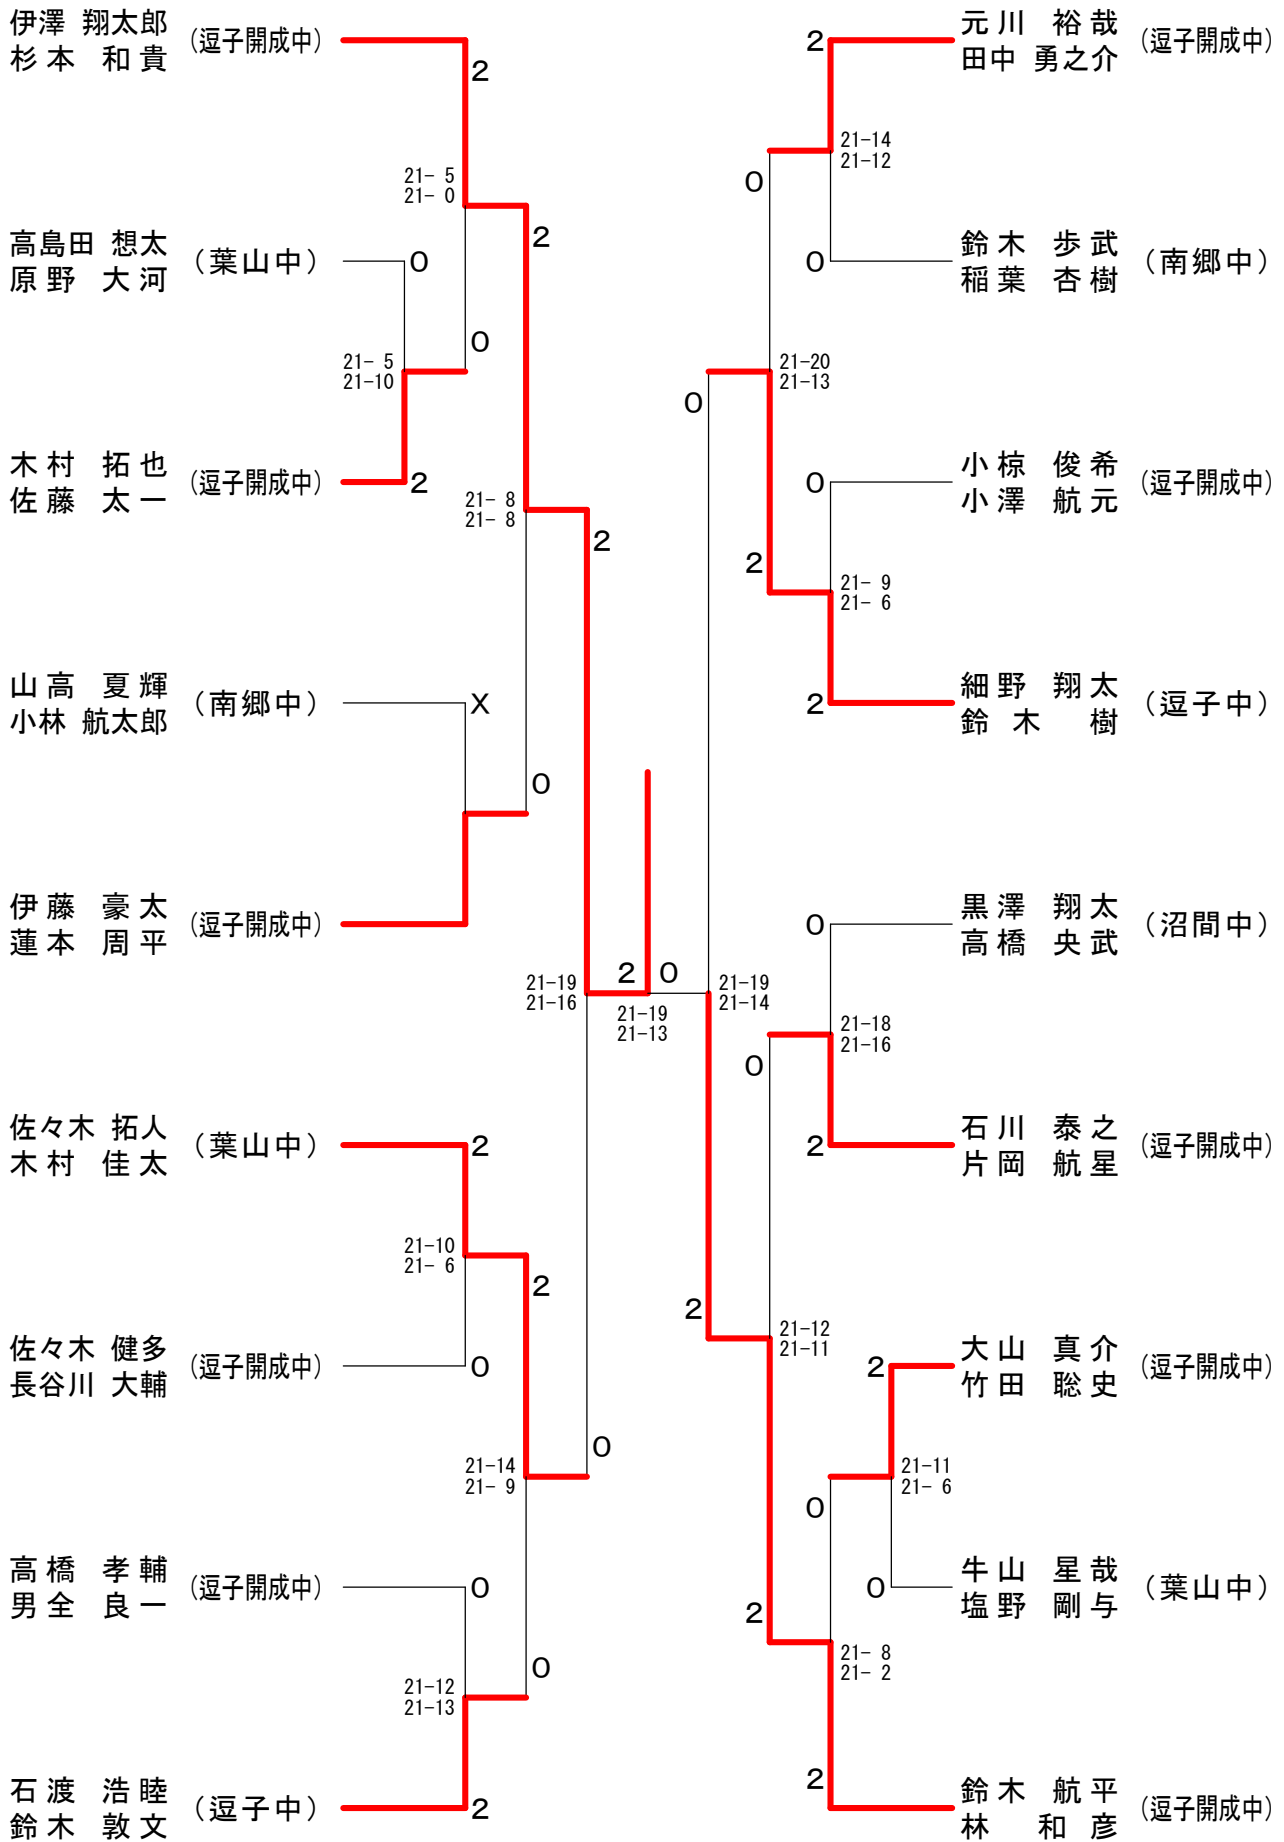 伊澤 翔太郎
杉本 和貴
(逗子開成中)
2
21- 5
21- 0
2
高島田 想太
原野 大河
(葉山中)
0
0
21- 5
21-10
木村 拓也
佐藤 太一
(逗子開成中)
2
21- 8
21- 8
2
山高 夏輝
小林 航太郎
(南郷中)
X
0
伊藤 豪太
蓮本 周平
(逗子開成中)
21-19
21-16
2 0
21-19
21-13
佐々木 拓人
木村 佳太
(葉山中)
2
21-10
21- 6
2
佐々木 健多
長谷川 大輔
(逗子開成中)
0
0
21-14
21- 9
高橋 孝輔
男全 良一
(逗子開成中)
0
0
21-12
21-13
石渡 浩睦
鈴木 敦文
(逗子中)
2
2
元川 裕哉
田中 勇之介
(逗子開成中)
21-14
21-12
0
0
鈴木 歩武
稲葉 杏樹
(南郷中)
21-20
21-13
0
0
小椋 俊希
小澤 航元
(逗子開成中)
2
21- 9
21- 6
2
細野 翔太
鈴木 樹
(逗子中)
0
黒澤 翔太
高橋 央武
(沼間中)
21-19
21-14
21-18
21-16
0
2
石川 泰之
片岡 航星
(逗子開成中)
2
21-12
21-11
2
大山 真介
竹田 聡史
(逗子開成中)
21-11
21- 6
0
0
牛山 星哉
塩野 剛与
(葉山中)
2
21- 8
21- 2
2
鈴木 航平
林 和彦
(逗子開成中)